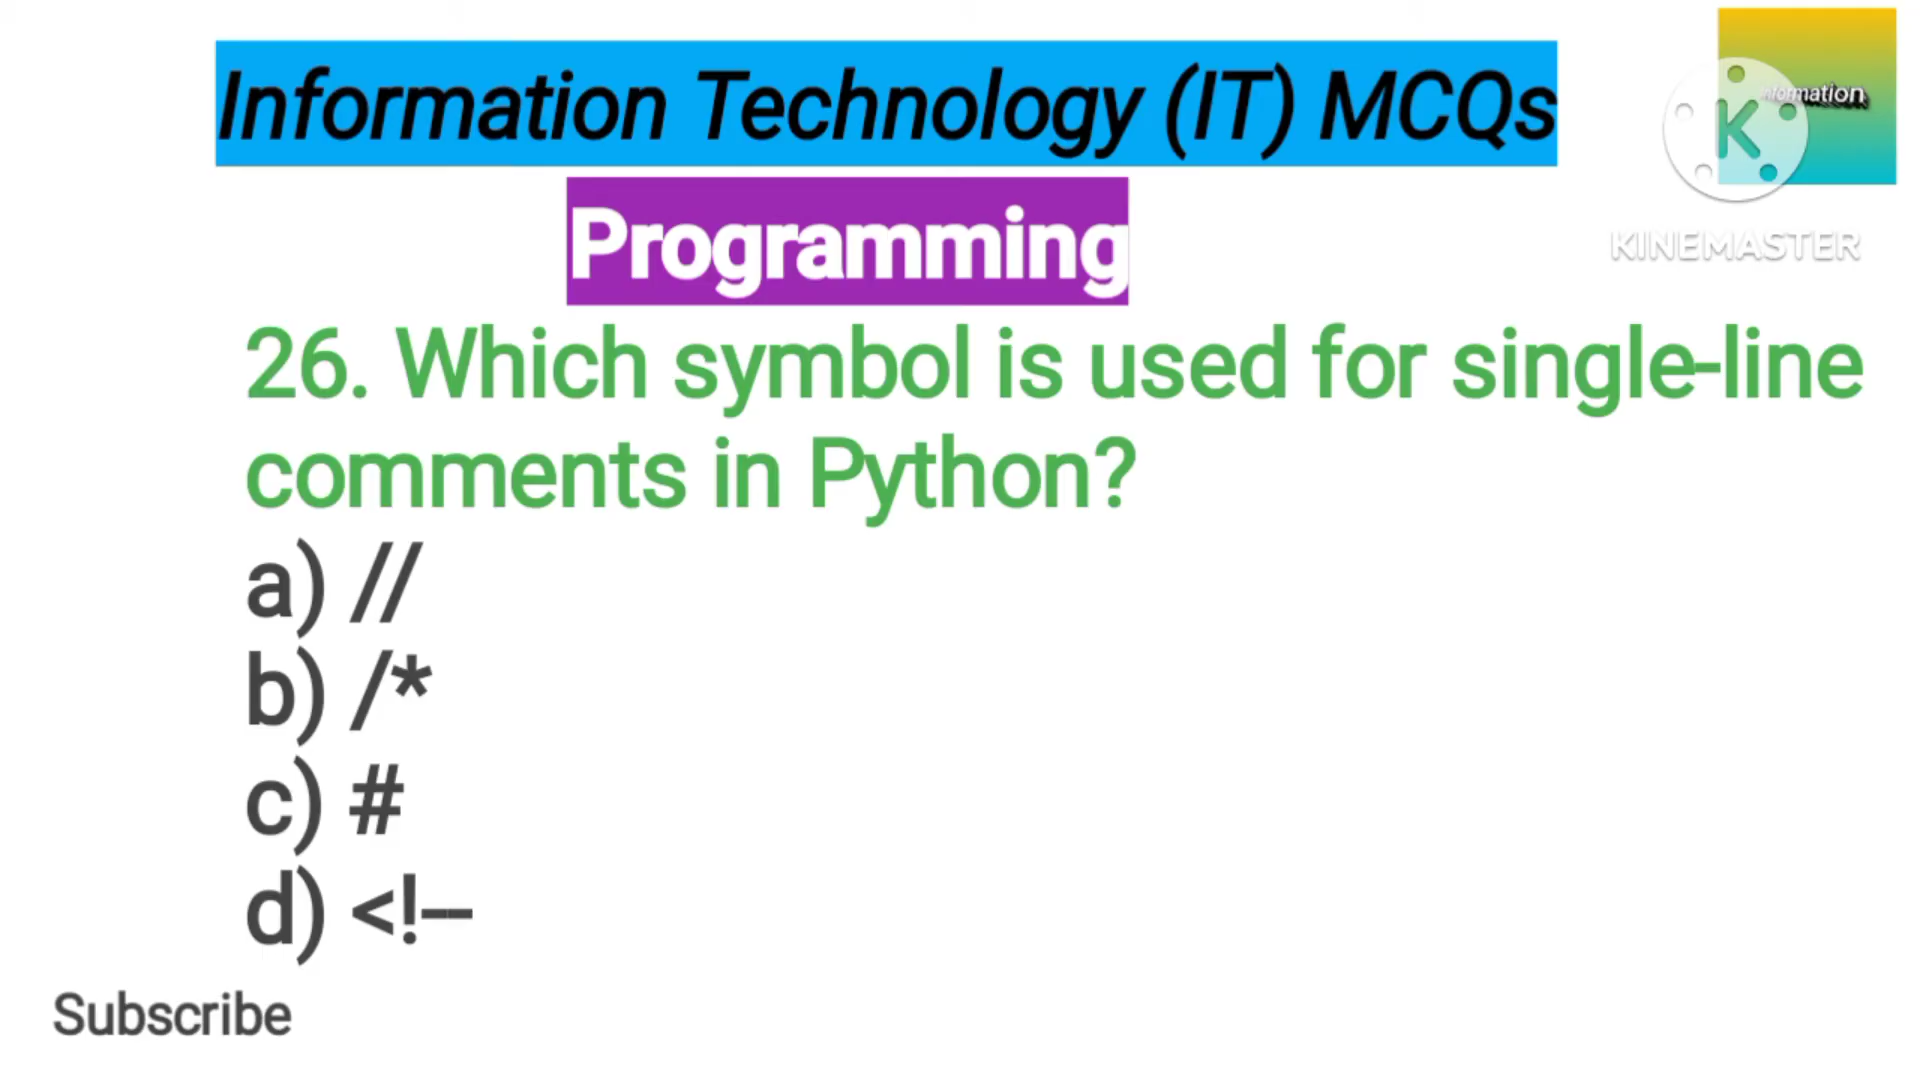 Information Technology (IT) MCQs
Programming
26. Which symbol is used for single-line
comments in Python?
a) //
b) /*
c) #
d) <!--
Subscribe
K
KINEMASTER